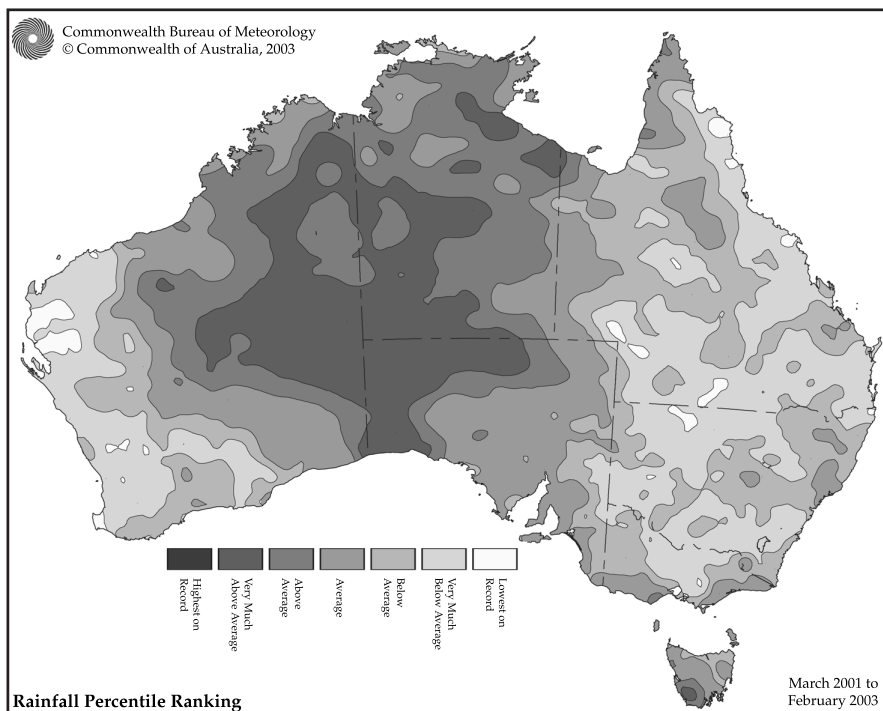 Commonwealth Bureau of Meteorology
© Commonwealth of Australia, 2003
Highest on
Record
Very Much
Above Average
Above
Average
Average
Below
Average
Very Much
Below Average
Lowest on
Record
Rainfall Percentile Ranking
March 2001 to
February 2003